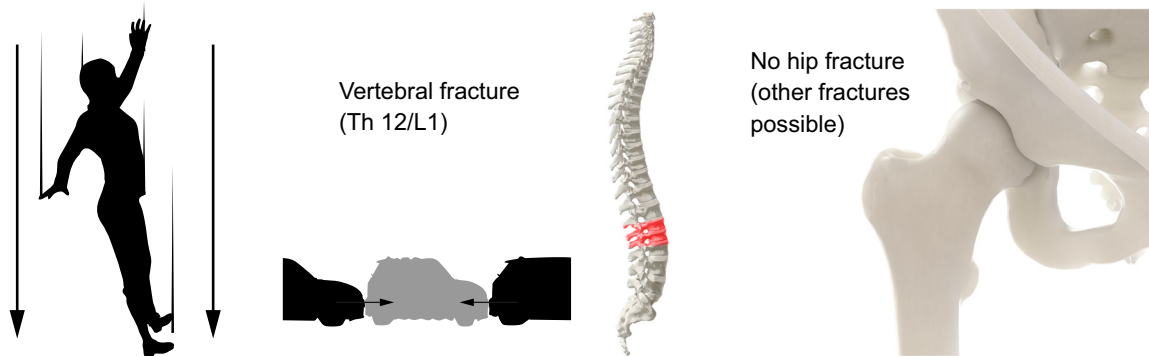 Vertebral fracture
(Th 12/L1)
No hip fracture
(other fractures
possible)